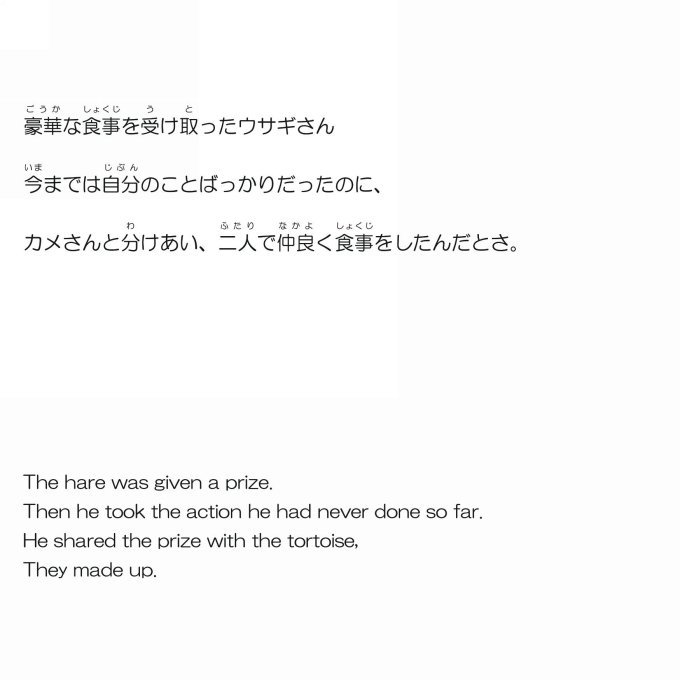 豪華な食事を受け取ったウサギさん
今までは自分のことばっかりだったのに、
カメさんと分けあい、二人で仲良く食事をしたんだとさ。
The hare was given a prize.
Then he took the action he had never done so far.
He shared the prize with the tortoise,
They made up.